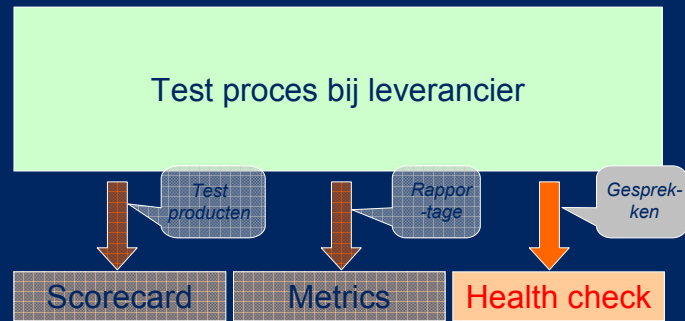 Test proces bij leverancier
Test
producten
Rappor
-tage
Gesprek-
ken
Scorecard
Metrics
Health check